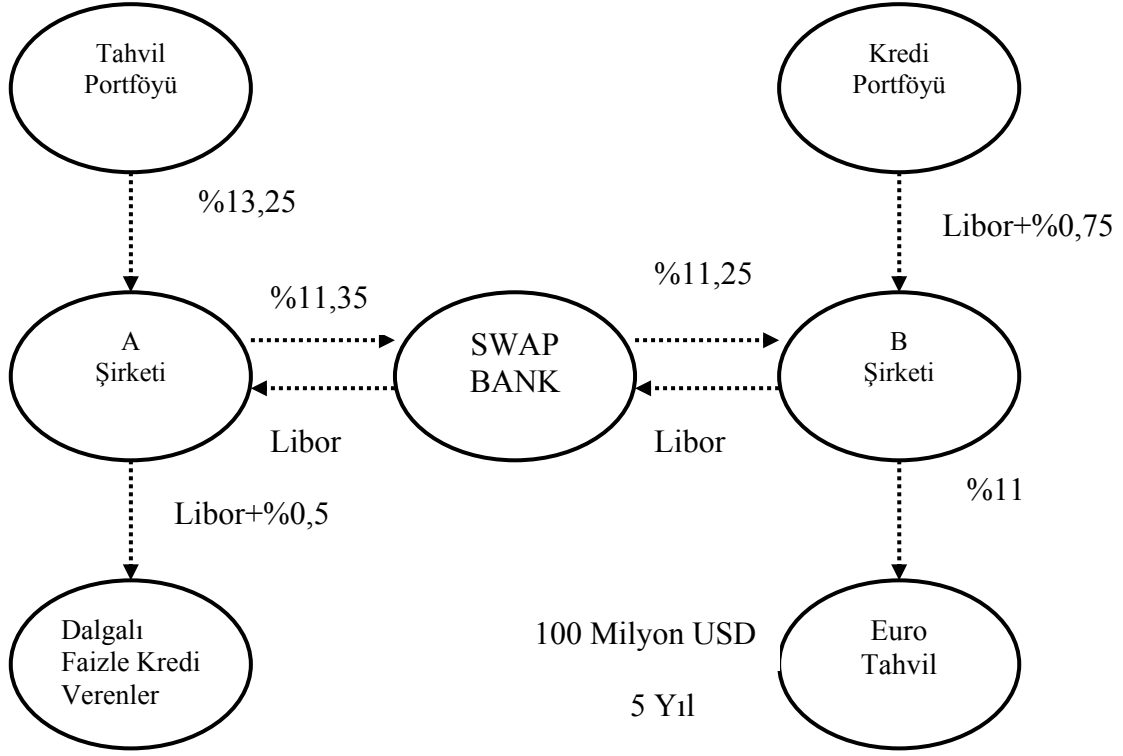 Tahvil
Portföyü
Kredi
Portföyü
%13,25
Libor+%0,75
%11,35
%11,25
A
Şirketi
SWAP
BANK
B
Şirketi
Libor
Libor
%11
Libor+%0,5
Dalgalı
Faizle Kredi
Verenler
100 Milyon USD
5 Yıl
Euro
Tahvil